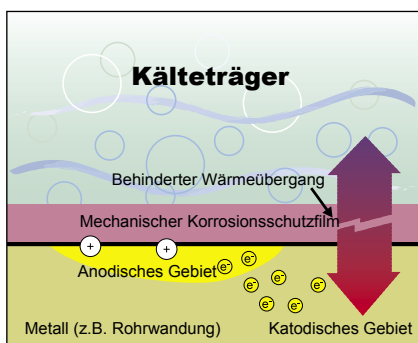 Kälteträger
Behinderter Wärmeübergang
Mechanischer Korrosionsschutzfilm
+ +
Anodisches Gebiet
e- e- e-
e- e- e-
e- e- e-
Metall (z.B. Rohrwandung) Katodisches Gebiet